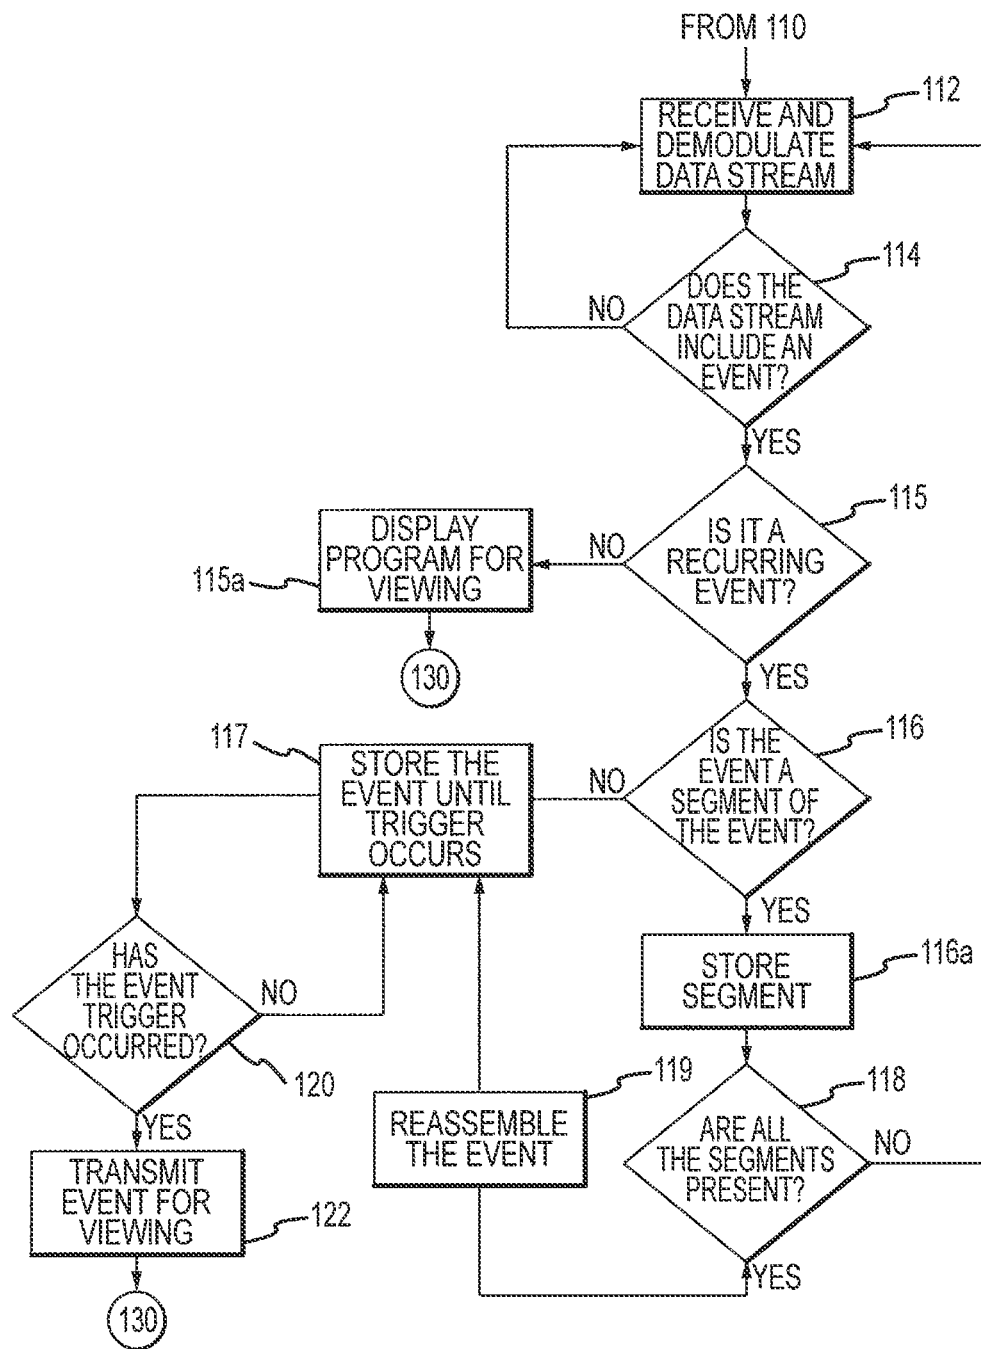 FROM 110
RECEIVE AND
DEMODULATE
DATA STREAM
112
DOES THE
DATA STREAM
INCLUDE AN
EVENT?
114
NO
YES
IS IT A
RECURRING
EVENT?
115
NO
DISPLAY
PROGRAM FOR
VIEWING
115a
130
YES
IS THE
EVENT A
SEGMENT OF
THE EVENT?
116
NO
117
STORE THE
EVENT UNTIL
TRIGGER
OCCURS
YES
STORE
SEGMENT
116a
HAS
THE EVENT
TRIGGER
OCCURRED?
NO
120
YES
TRANSMIT
EVENT FOR
VIEWING
122
130
REASSEMBLE
THE EVENT
119
ARE ALL
THE SEGMENTS
PRESENT?
118
NO
YES